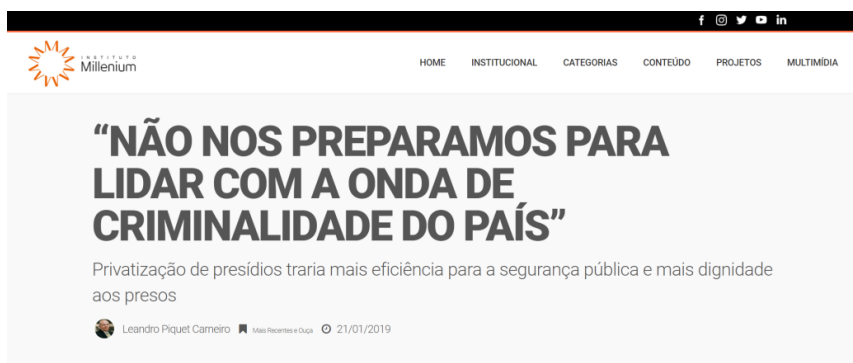 INSTITUTO
Millenium
HOME INSTITUCIONAL CATEGORIAS CONTEÚDO PROJETOS MULTIMÍDIA
“NÃO NOS PREPARAMOS PARA
LIDAR COM A ONDA DE
CRIMINALIDADE DO PAÍS”
Privatização de presídios traria mais eficiência para a segurança pública e mais dignidade
aos presos
Leandro Piquet Carneiro Mais Recentes e Ouça 21/01/2019